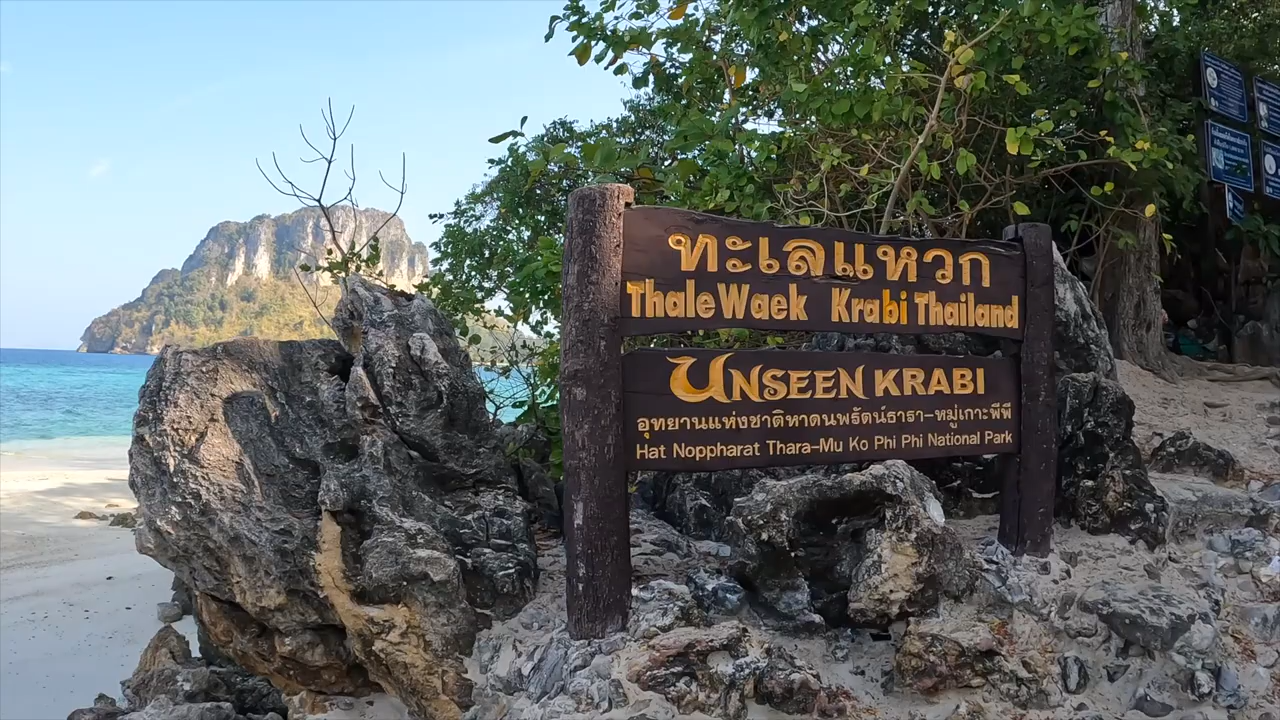 ทะเลแหวก
Thale Waek Krabi Thailand
UNSEEN KRABI
อุทยานแห่งชาติหาดนพรัตน์ธารา-หมู่เกาะพีพี
Hat Noppharat Thara-Mu Ko Phi Phi National Park